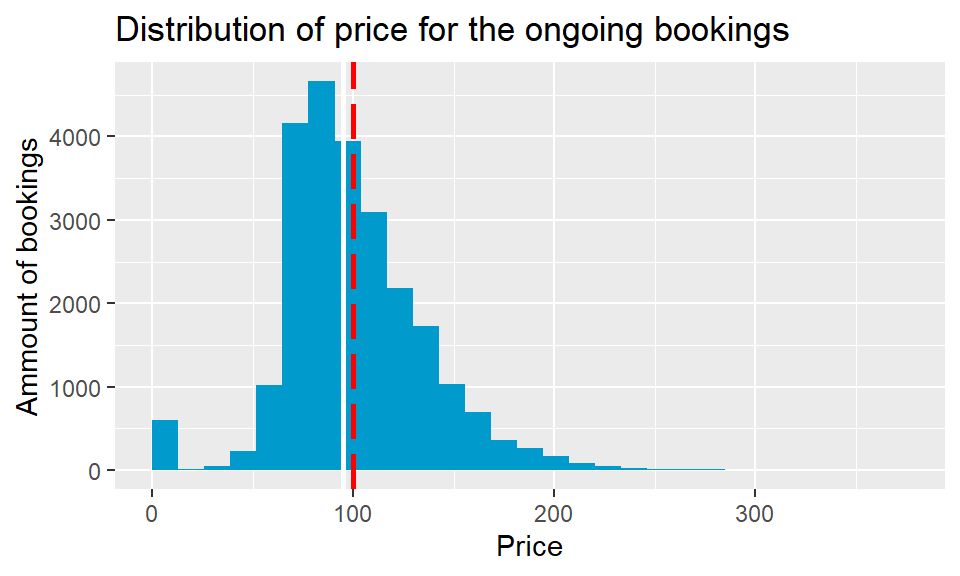 Distribution of price for the ongoing bookings
Ammount of bookings
4000
3000
2000
1000
0
0 100 200 300
Price